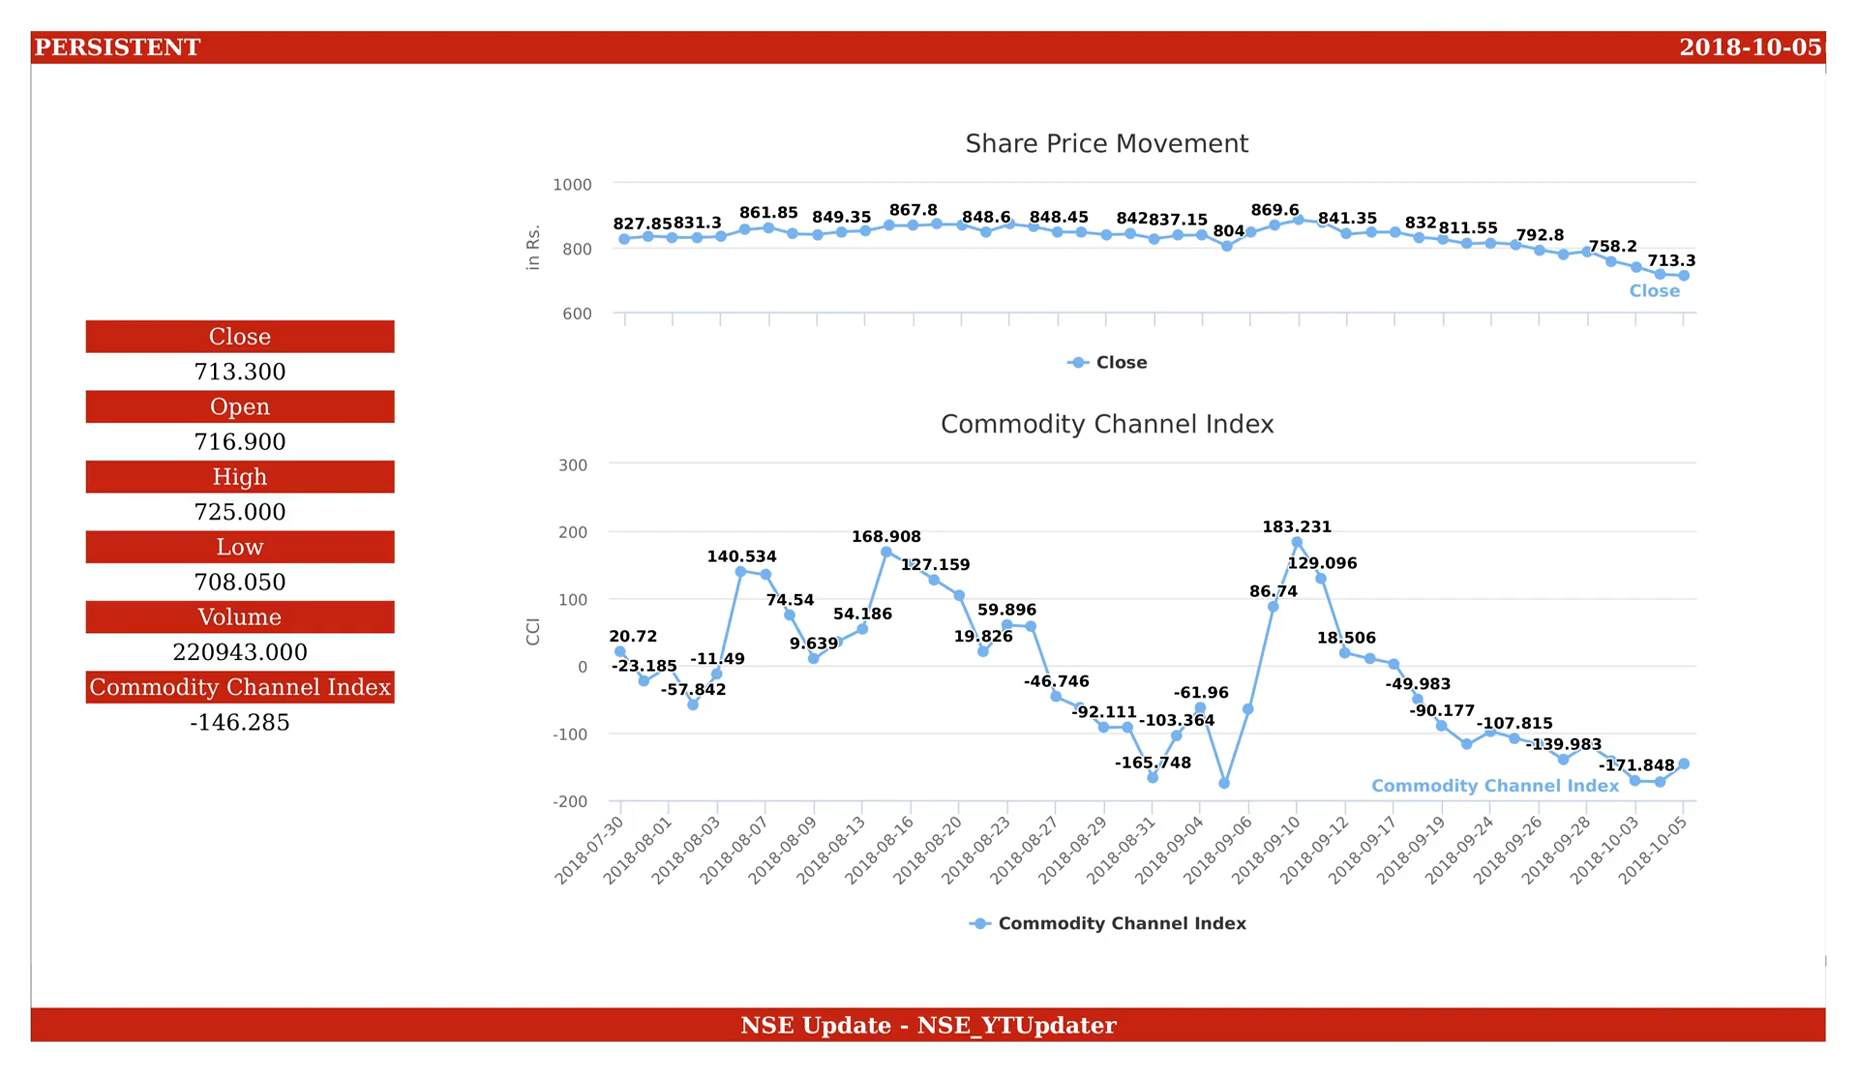 PERSISTENT 2018-10-05
Close
713.300
Open
716.900
High
725.000
Low
708.050
Volume
220943.000
Commodity Channel Index
-146.285
Share Price Movement
in Rs.
1000
800
600
827.85 831.3 861.85 849.35 867.8 848.6 848.45 842 837.15 804 869.6 841.35 832 811.55 792.8 758.2 713.3
Close
Close
Commodity Channel Index
CCI
300
200
100
0
-100
-200
20.72 -23.185 -57.842 -11.49 140.534 74.54 9.639 54.186 168.908 127.159 19.826 59.896 -46.746 -92.111 -165.748 -103.364 -61.96 86.74 183.231 129.096 18.506 -49.983 -90.177 -107.815 -139.983 -171.848
Commodity Channel Index
2018-07-30 2018-08-01 2018-08-03 2018-08-07 2018-08-09 2018-08-13 2018-08-16 2018-08-20 2018-08-23 2018-08-27 2018-08-29 2018-08-31 2018-09-04 2018-09-06 2018-09-10 2018-09-12 2018-09-17 2018-09-19 2018-09-24 2018-09-26 2018-09-28 2018-10-03 2018-10-05
Commodity Channel Index
NSE Update - NSE_YTUpdater